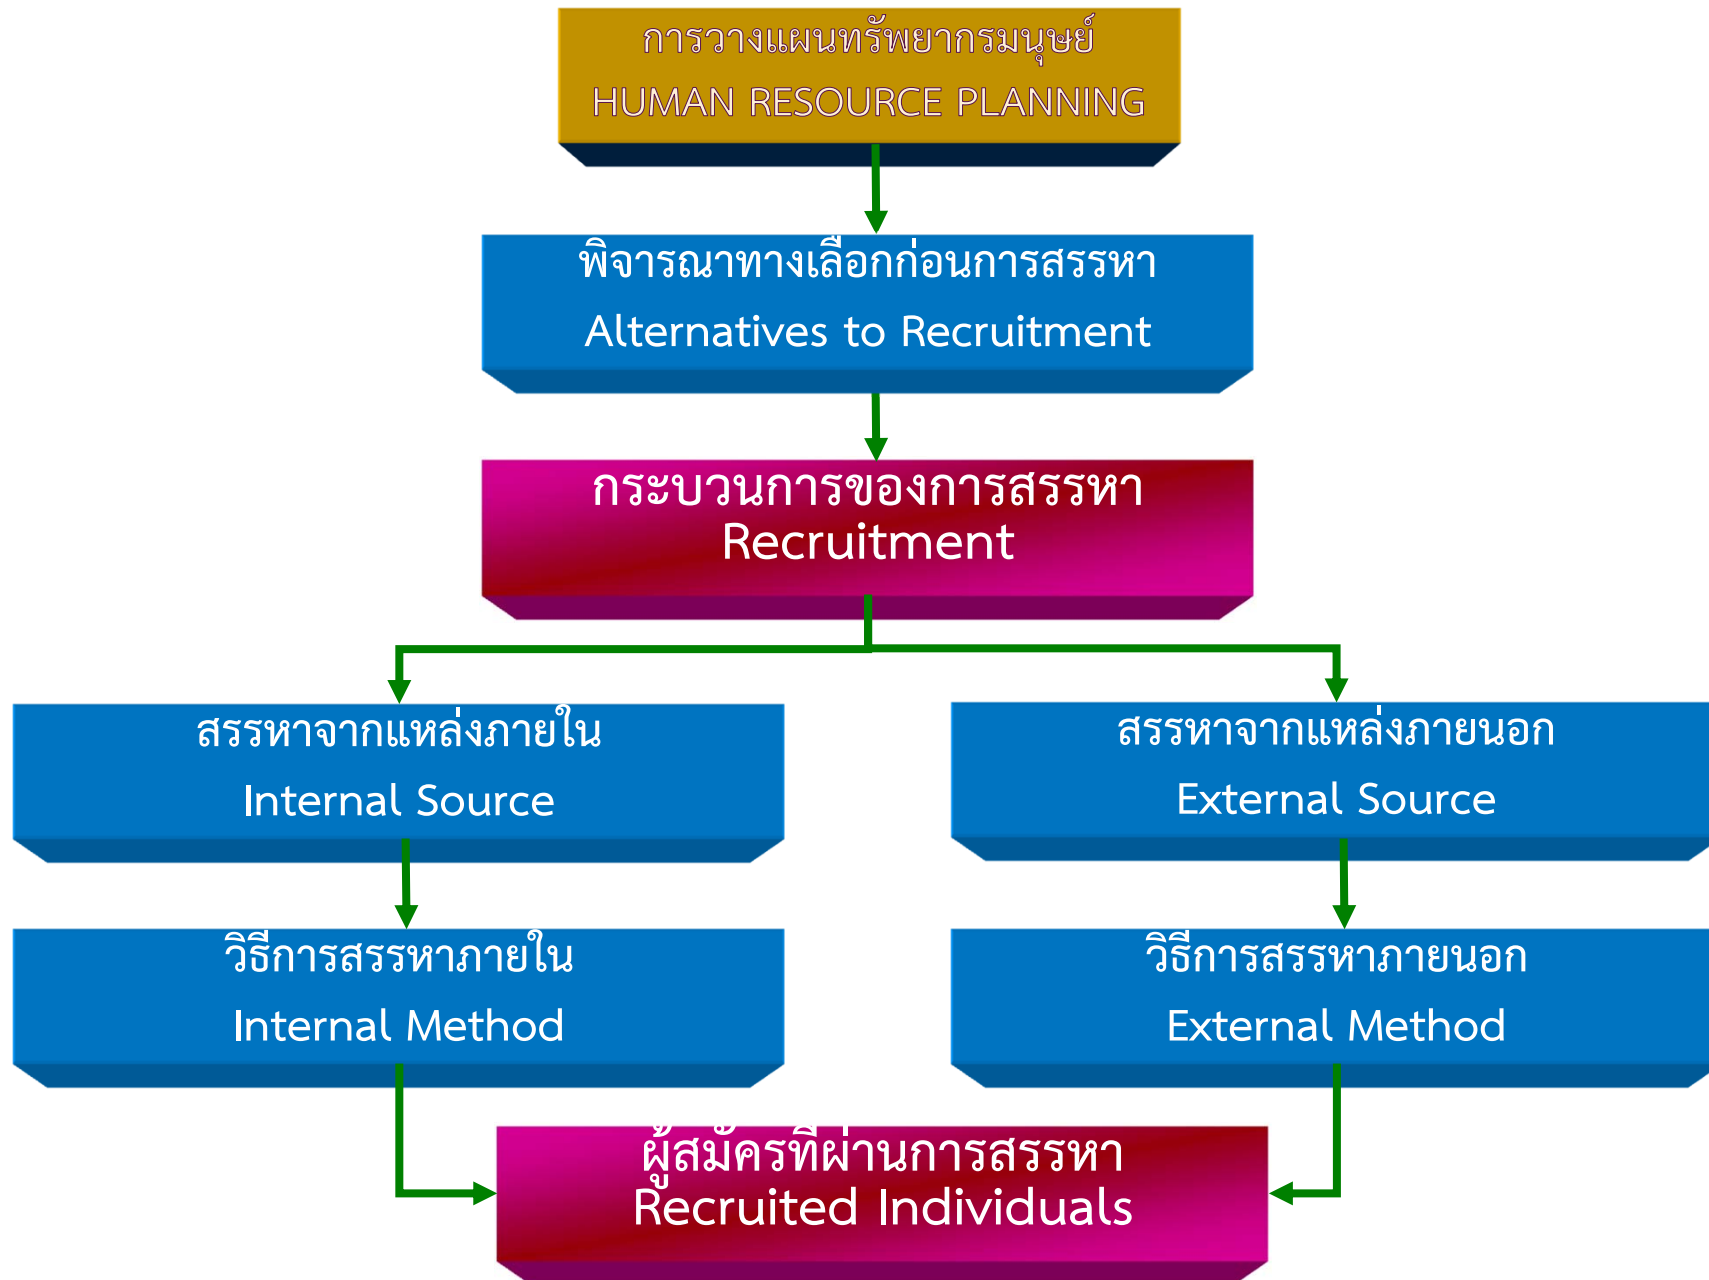 การวางแผนทรัพยากรมนุษย์
HUMAN RESOURCE PLANNING
พิจารณาทางเลือกก่อนการสรรหา
Alternatives to Recruitment
กระบวนการของการสรรหา
Recruitment
สรรหาจากแหล่งภายใน
Internal Source
สรรหาจากแหล่งภายนอก
External Source
วิธีการสรรหาภายใน
Internal Method
วิธีการสรรหาภายนอก
External Method
ผู้สมัครที่ผ่านการสรรหา
Recruited Individuals